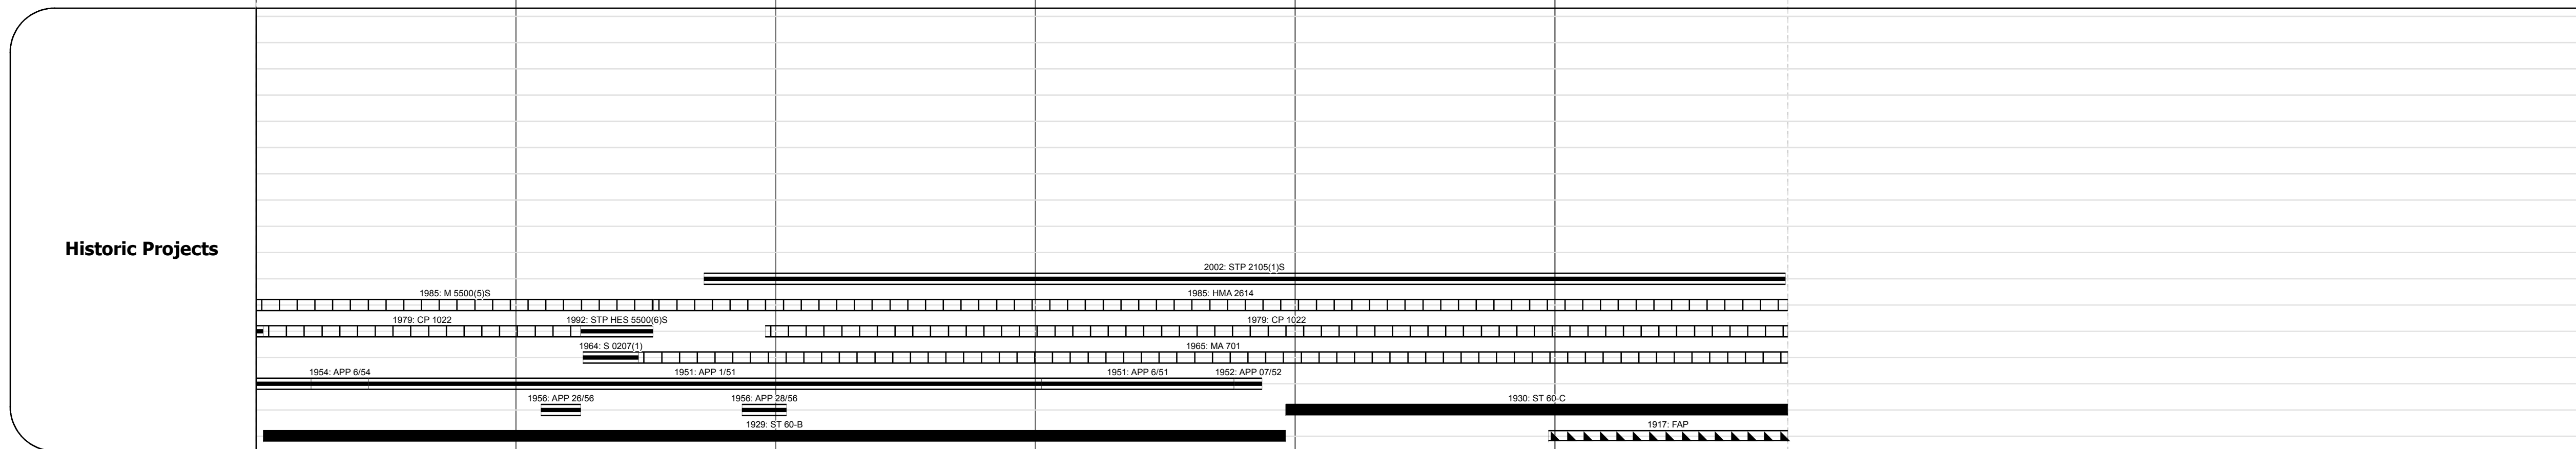 Historic Projects
2002: STP 2105(1)S
1985: M 5500(5)S
1985: HMA 2614
1979: CP 1022
1992: STP HES 5500(6)S
1979: CP 1022
1964: S 0207(1)
1965: MA 701
1954: APP 6/54
1951: APP 1/51
1951: APP 6/51
1952: APP 07/52
1956: APP 26/56
1956: APP 28/56
1930: ST 60-C
1929: ST 60-B
1917: FAP